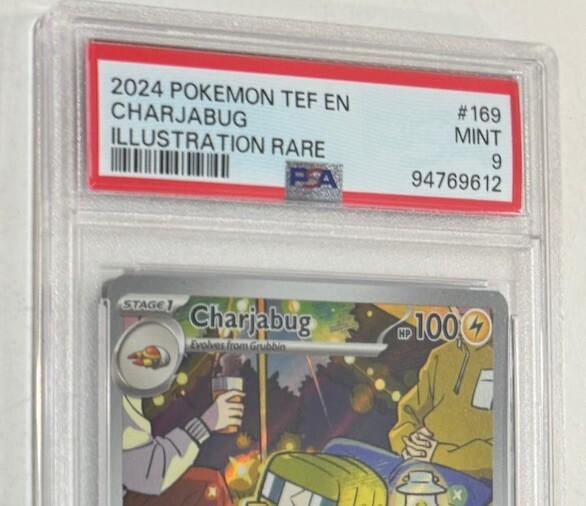 2024 POKEMON TEF EN #169
CHARJABUG MINT
ILLUSTRATION RARE 9
PSA 94769612
STAGE 1
Charjabug HP 100
Evolves from Grubbin